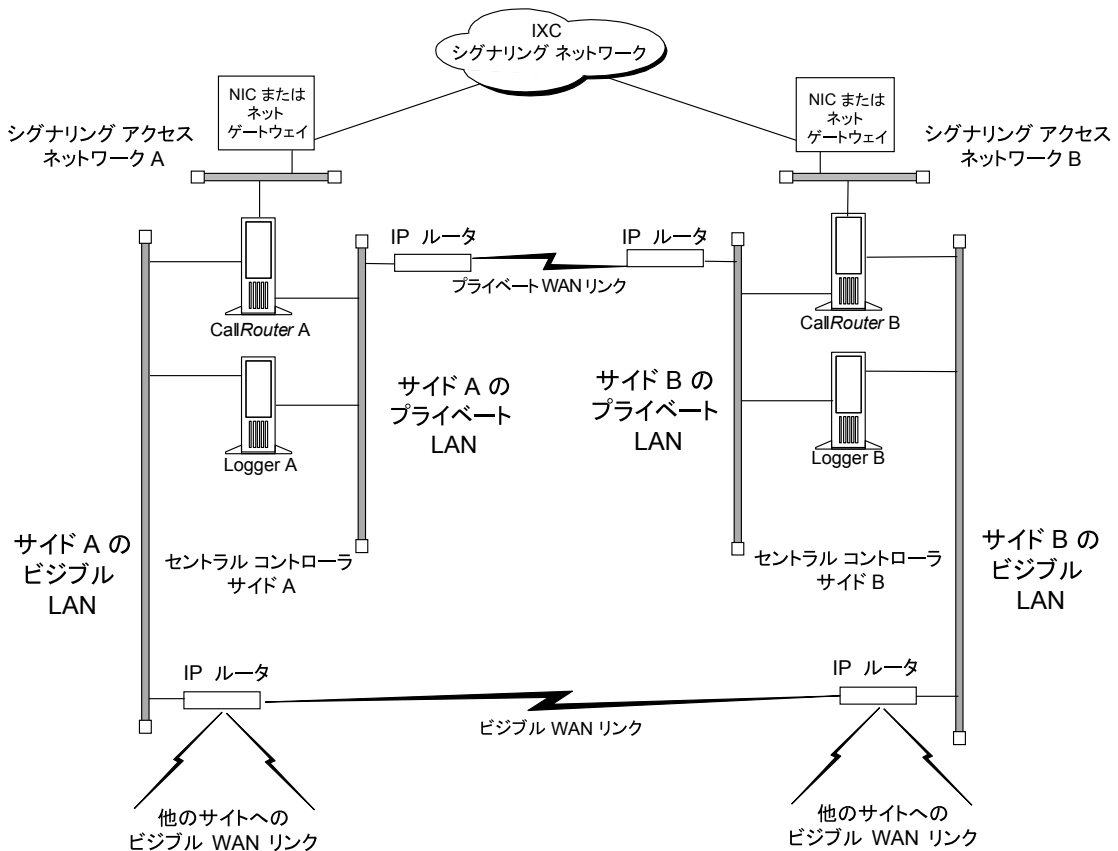 IXC
シグナリング ネットワーク
NIC または
ネット
ゲートウェイ
NIC または
ネット
ゲートウェイ
シグナリング アクセス
ネットワーク A
シグナリング アクセス
ネットワーク B
IP ルータ
IP ルータ
プライベート WAN リンク
CallRouter A
CallRouter B
サイド A の
プライベート
LAN
サイド B の
プライベート
LAN
Logger A
Logger B
サイド A の
ビジブル
LAN
セントラル コントローラ
サイド A
セントラル コントローラ
サイド B
サイド B の
ビジブル
LAN
IP ルータ
IP ルータ
ビジブル WAN リンク
他のサイトへの
ビジブル WAN リンク
他のサイトへの
ビジブル WAN リンク